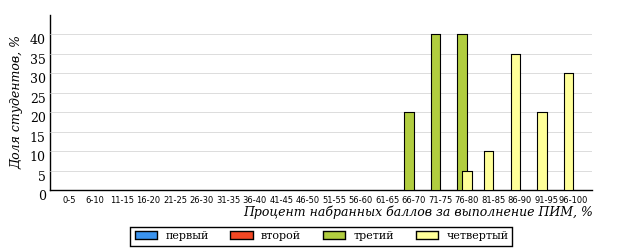 Доля студентов, %
40
35
30
25
20
15
10
5
0
0-5 6-10 11-15 16-20 21-25 26-30 31-35 36-40 41-45 46-50 51-55 56-60 61-65 66-70 71-75 76-80 81-85 86-90 91-95 96-100
Процент набранных баллов за выполнение ПИМ, %
первый второй третий четвертый